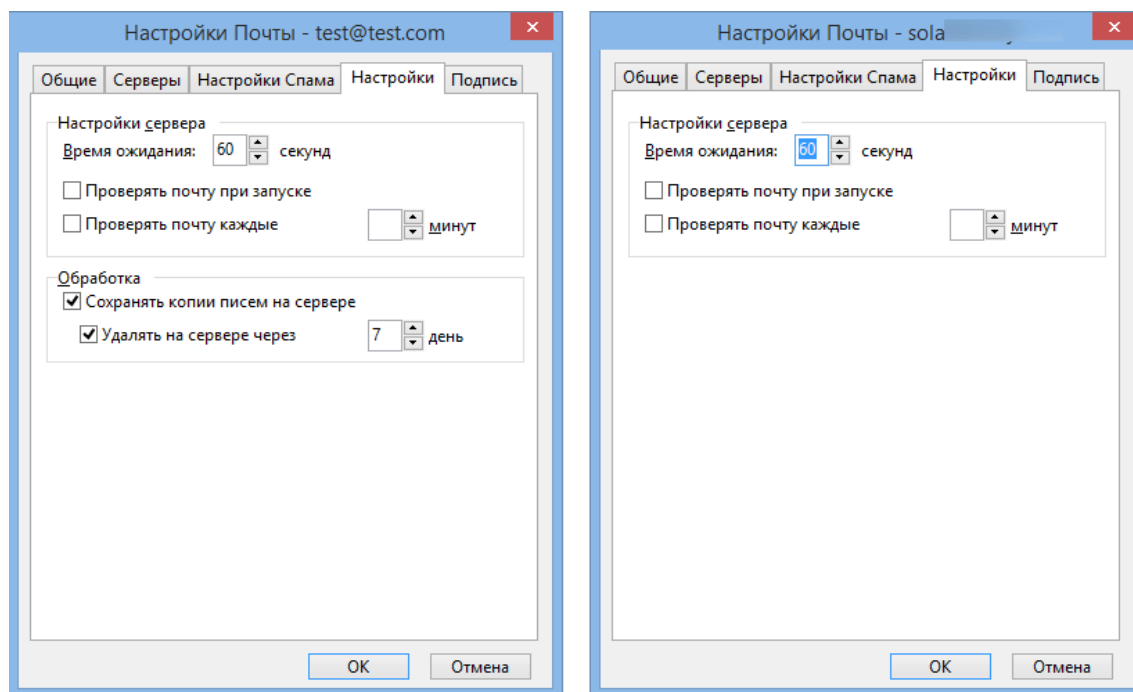 Настройки Почты - test@test.com
Общие Серверы Настройки Спама Настройки Подпись
Настройки сервера
Время ожидания: 60 секунд
Проверять почту при запуске
Проверять почту каждые минут
Обработка
Сохранять копии писем на сервере
Удалять на сервере через 7 день
OK Отмена
Настройки Почты - sola
Общие Серверы Настройки Спама Настройки Подпись
Настройки сервера
Время ожидания: 60 секунд
Проверять почту при запуске
Проверять почту каждые минут
OK Отмена